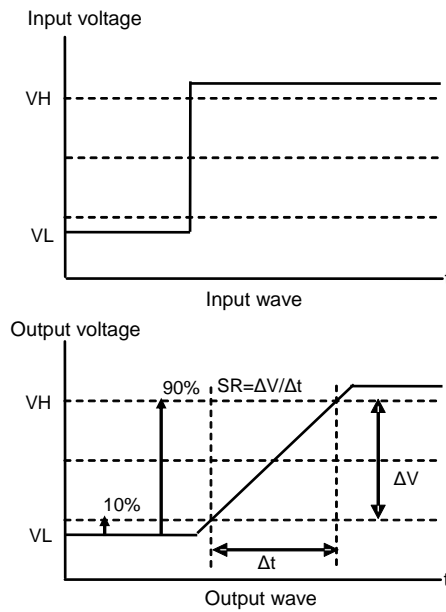 Input voltage
VH
VL
t
Input wave
Output voltage
90%
SR=ΔV/Δt
VH
ΔV
10%
VL
Δt
t
Output wave